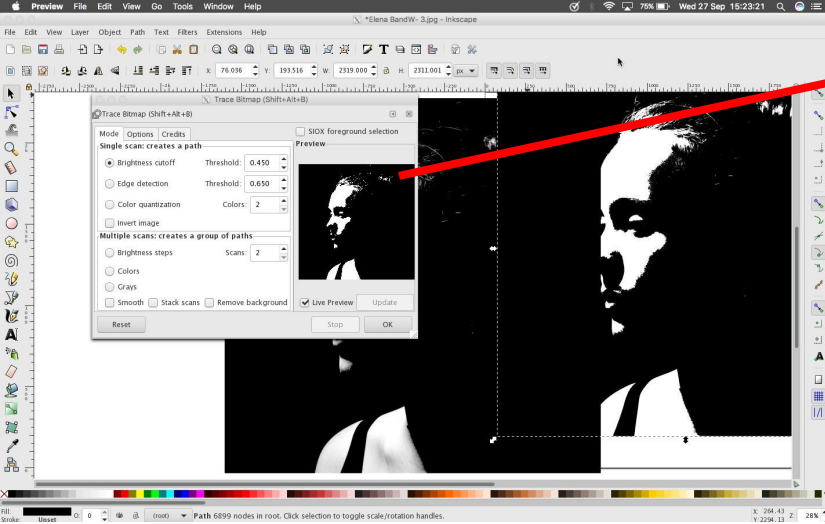 Preview File Edit View Go Tools Window Help 75% Wed 27 Sep 15:23:21
*Elena BandW- 3.jpg - Inkscape
File Edit View Layer Object Path Text Filters Extensions Help
X: 76.036 Y: 193.516 W: 2319.000 H: 2311.001 px
Trace Bitmap (Shift+Alt+B)
Trace Bitmap (Shift+Alt+B)
Mode Options Credits
SIOX foreground selection
Single scan: creates a path
Preview
Brightness cutoff Threshold: 0.450
Edge detection Threshold: 0.650
Color quantization Colors: 2
Invert image
Multiple scans: creates a group of paths
Brightness steps Scans: 2
Colors
Grays
Smooth Stack scans Remove background
Live Preview Update
Reset Stop OK
Fill:
Stroke: Unset
O: 0 (root) Path 6899 nodes in root. Click selection to toggle scale/rotation handles.
X: 264.43
Y: 2294.13
Z: 28%